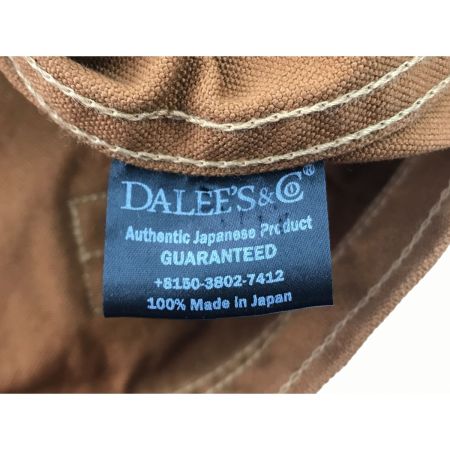 DALEE'S&CO®
Authentic Japanese Product
GUARANTEED
+8150-3802-7412
100% Made in Japan